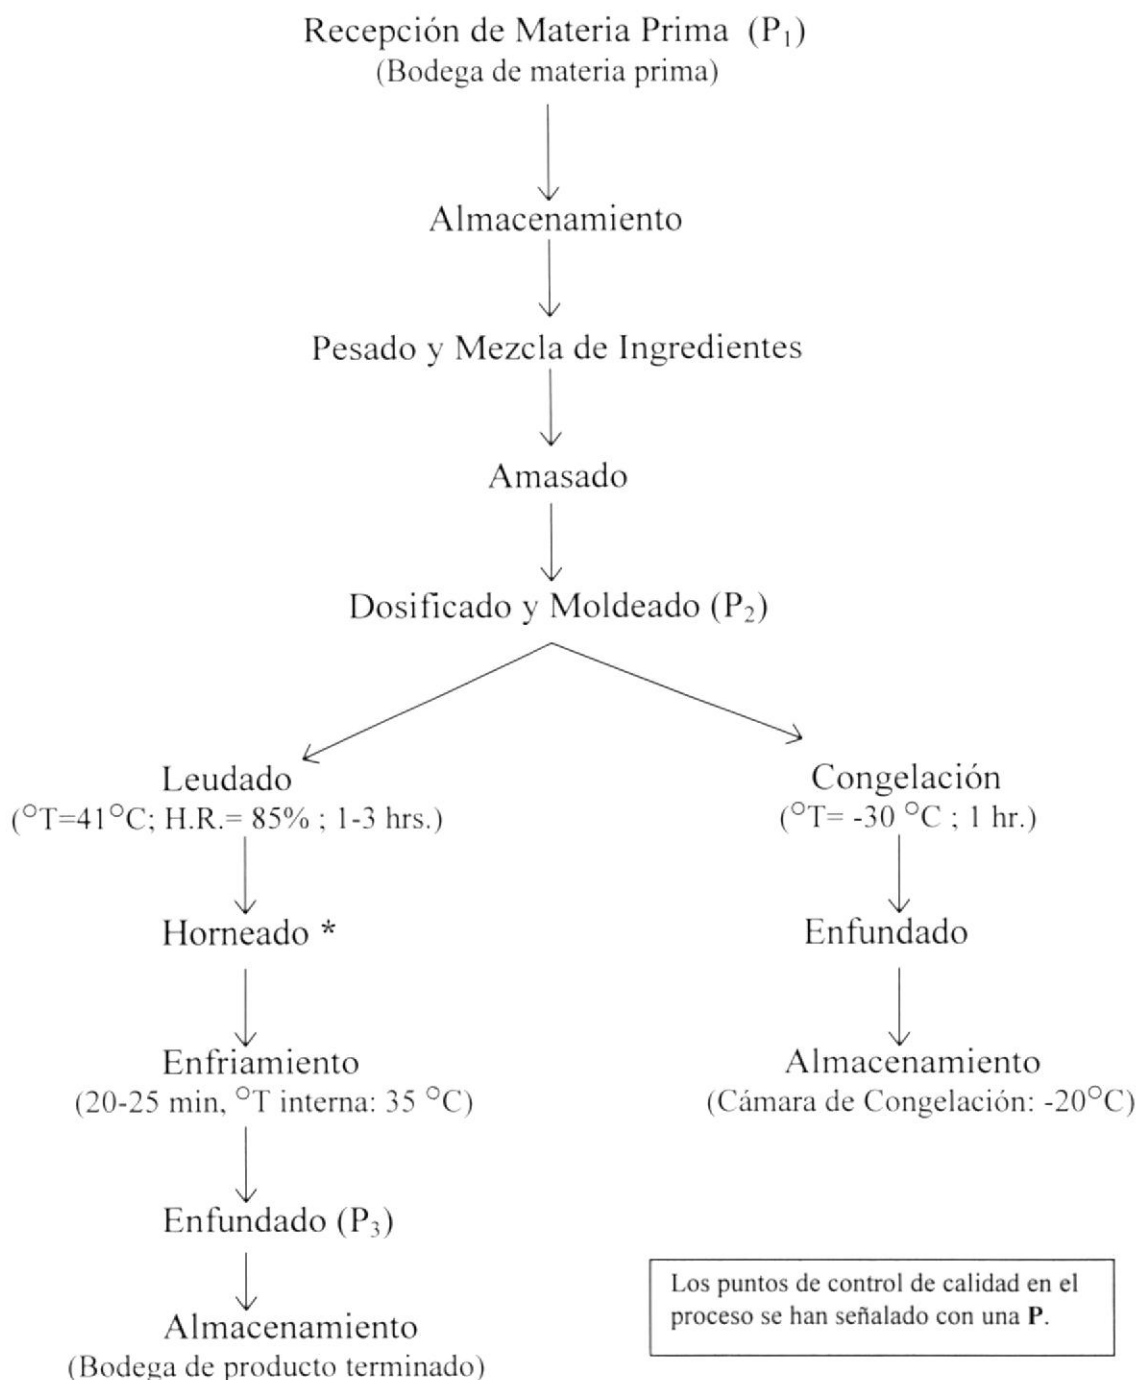 Recepción de Materia Prima (P₁)
(Bodega de materia prima)
Almacenamiento
Pesado y Mezcla de Ingredientes
Amasado
Dosificado y Moldeado (P₂)
Leudado
(°T=41°C; H.R.= 85% ; 1-3 hrs.)
Horneado *
Enfriamiento
(20-25 min, °T interna: 35 °C)
Enfundado (P₃)
Almacenamiento
(Bodega de producto terminado)
Congelación
(°T= -30 °C ; 1 hr.)
Enfundado
Almacenamiento
(Cámara de Congelación: -20°C)
Los puntos de control de calidad en el
proceso se han señalado con una P.